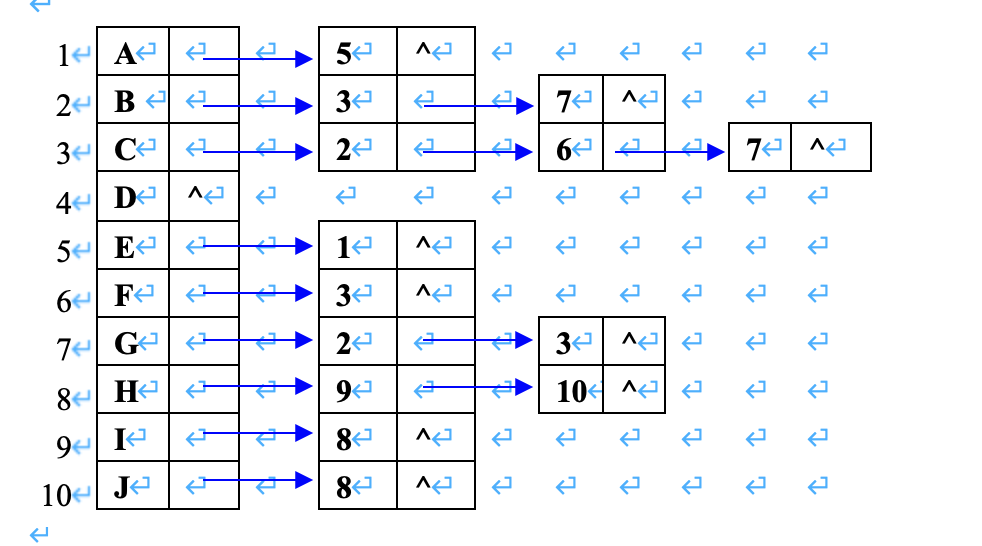 1 A 5 ^
2 B 3 7 ^
3 C 2 6 7 ^
4 D ^
5 E 1 ^
6 F 3 ^
7 G 2 3 ^
8 H 9 10 ^
9 I 8 ^
10 J 8 ^